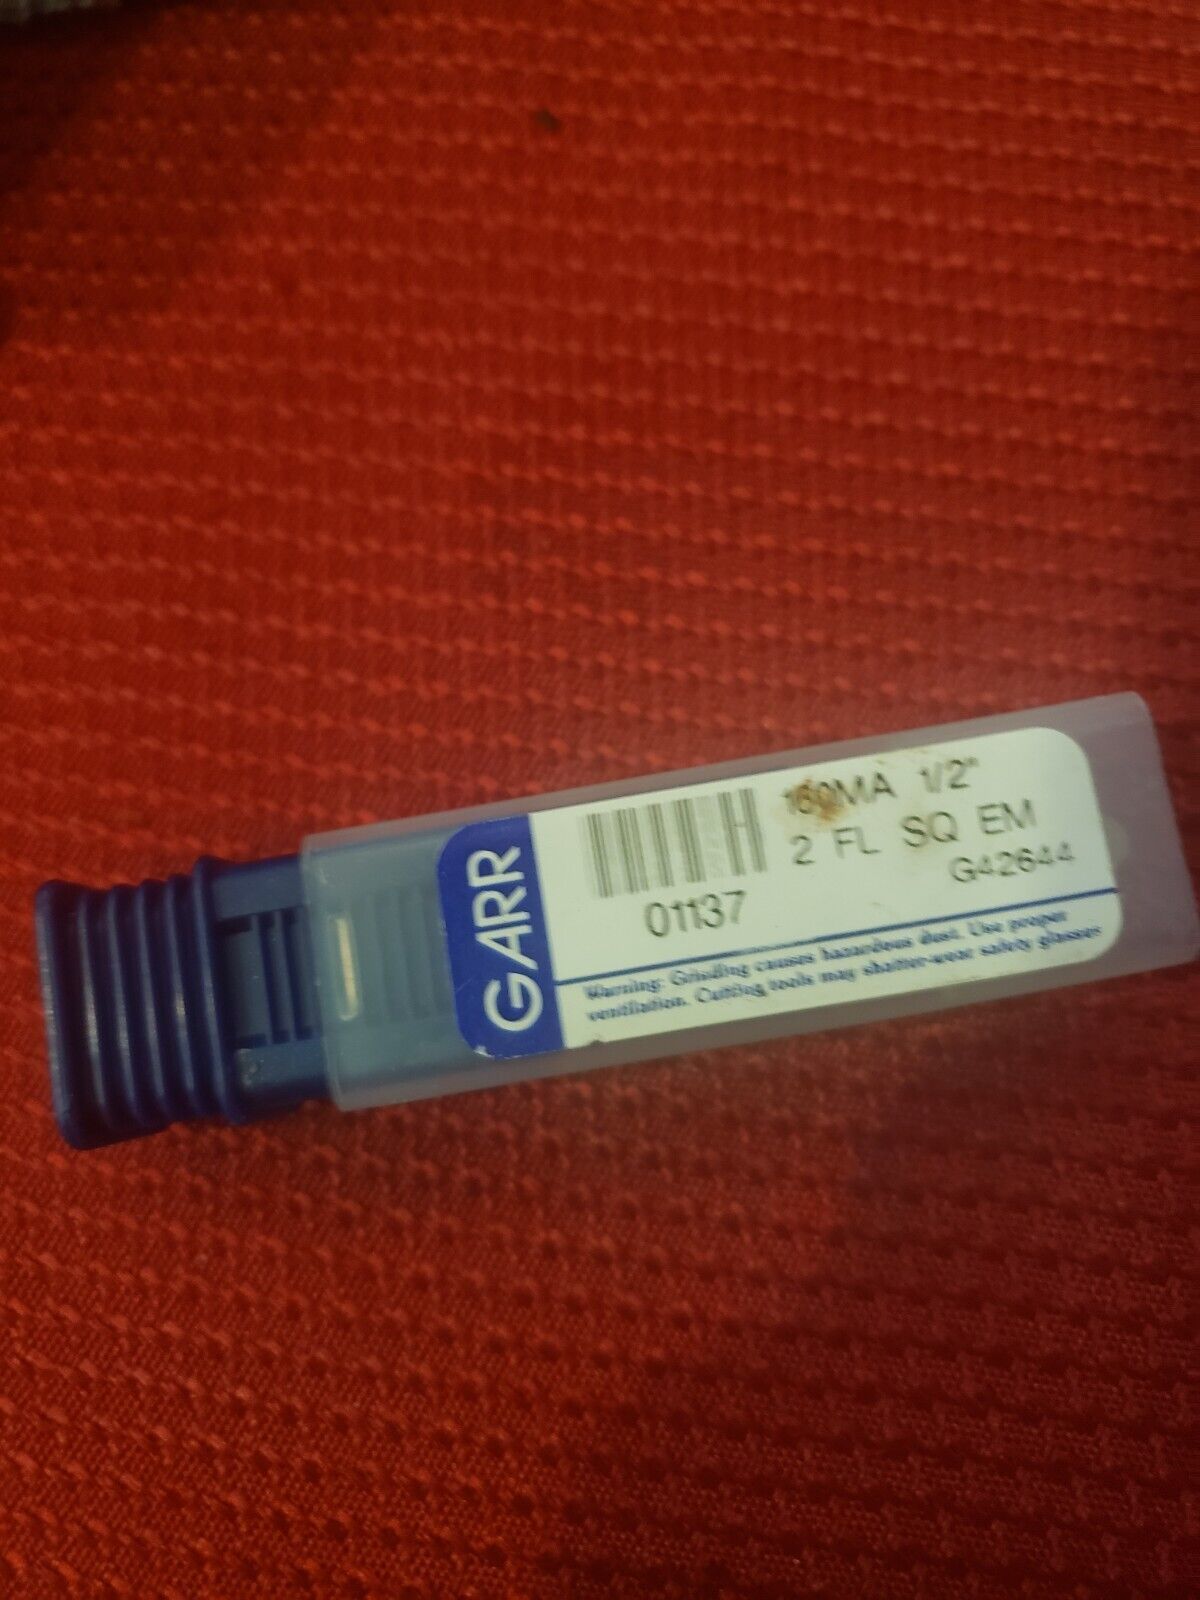 GARR
160MA 1/2"
2 FL SQ EM
G42644
01137
Warning: Grinding causes hazardous dust. Use proper
ventilation. Cutting tools may shatter-wear safety glasses